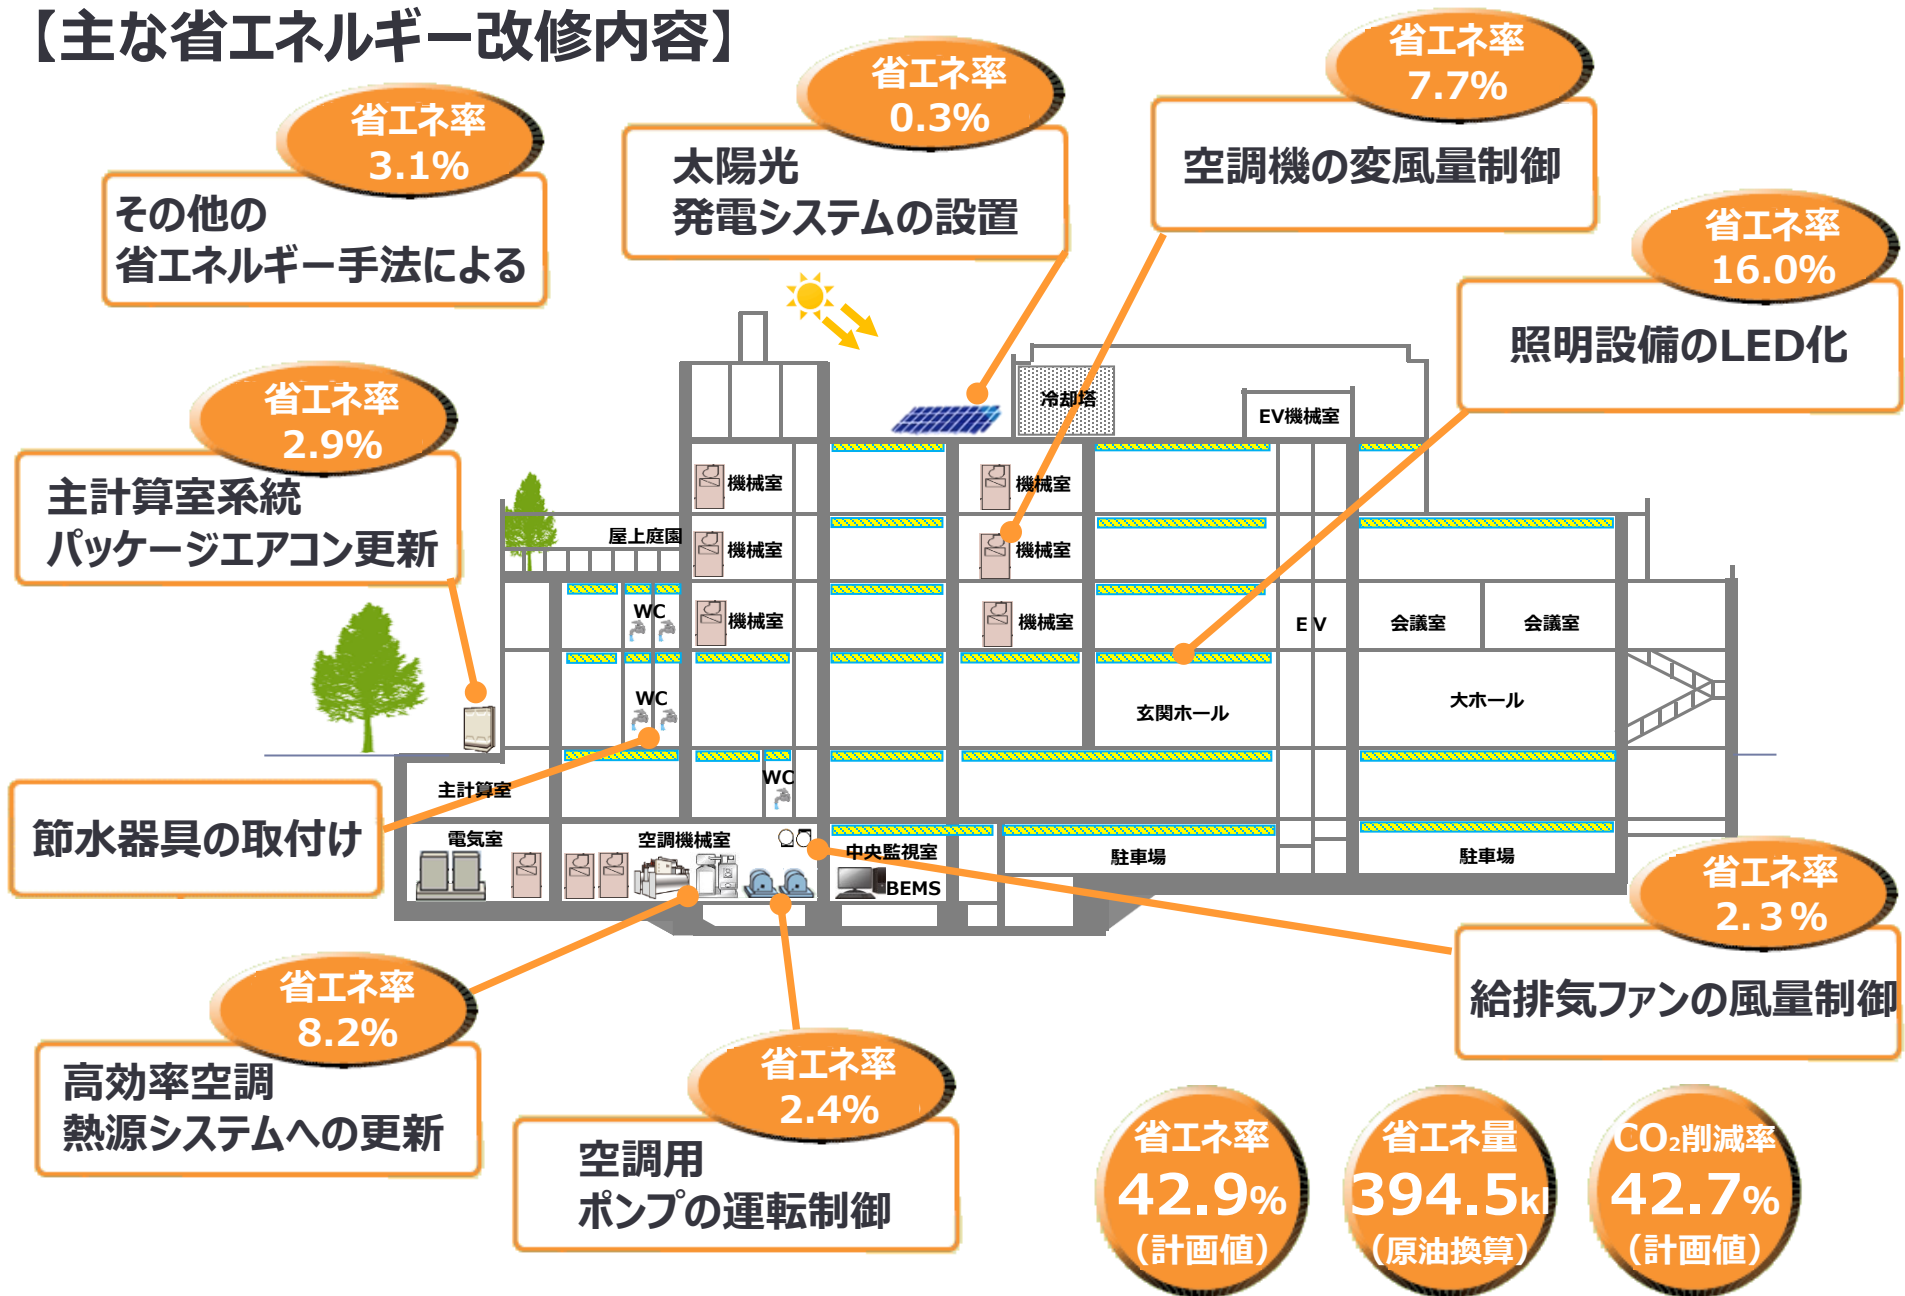 【主な省エネルギー改修内容】
省エネ率
3.1%
その他の
省エネルギー手法による
省エネ率
0.3%
太陽光
発電システムの設置
省エネ率
7.7%
空調機の変風量制御
省エネ率
16.0%
照明設備のLED化
省エネ率
2.9%
主計算室系統
パッケージエアコン更新
冷却塔
EV機械室
機械室
機械室
屋上庭園
機械室
機械室
WC
機械室
機械室
EV
会議室
会議室
WC
玄関ホール
大ホール
主計算室
WC
節水器具の取付け
電気室
空調機械室
中央監視室
BEMS
駐車場
駐車場
省エネ率
2.3%
給排気ファンの風量制御
省エネ率
8.2%
高効率空調
熱源システムへの更新
省エネ率
2.4%
空調用
ポンプの運転制御
省エネ率
42.9%
(計画値)
省エネ量
394.5kl
(原油換算)
CO₂削減率
42.7%
(計画値)